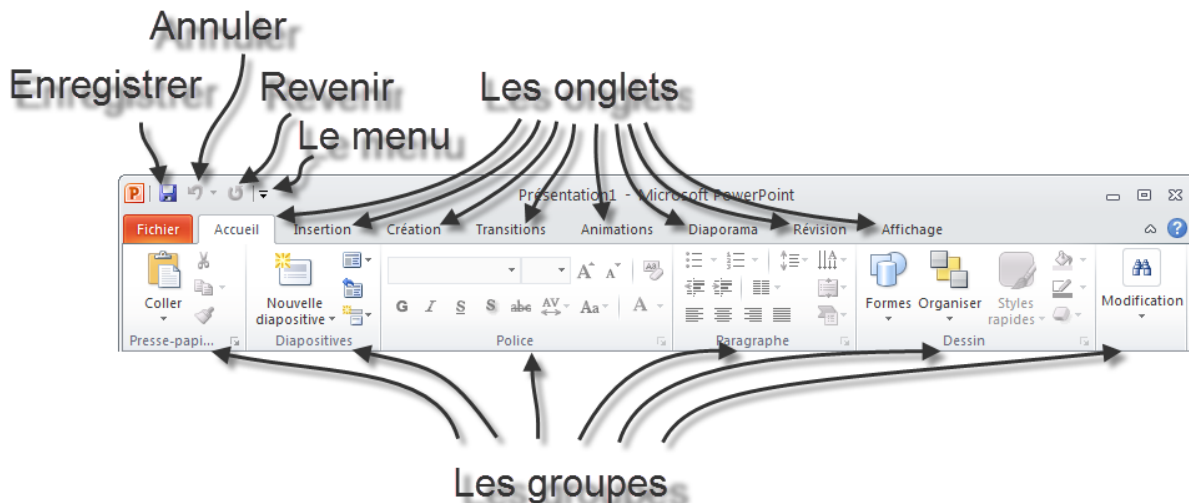 Annuler
Enregistrer
Revenir
Les onglets
Le menu
Présentation1 - Microsoft PowerPoint
Fichier Accueil Insertion Création Transitions Animations Diaporama Révision Affichage
Coller
Nouvelle
diapositive
G I S S abc AV Aa A
A A
Formes Organiser Styles
rapides
Modification
Presse-papi... Diapositives Police Paragraphe Dessin
Les groupes